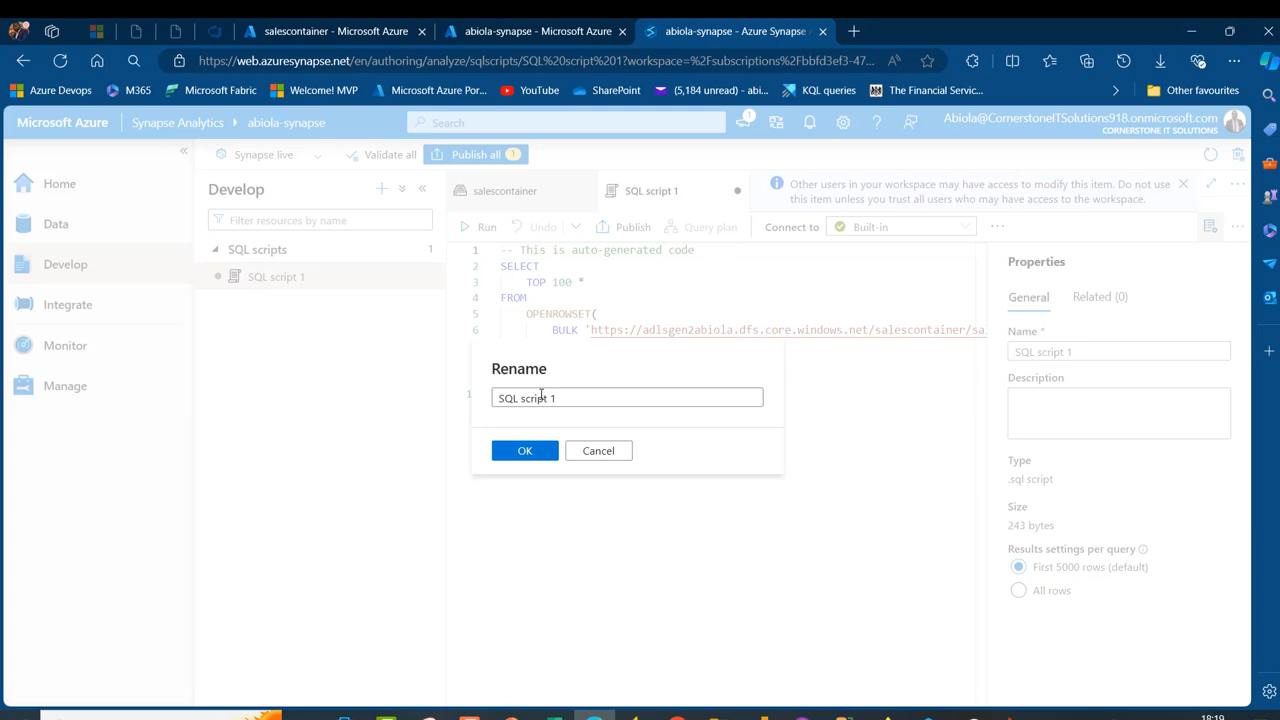 salescontainer - Microsoft Azure
abiola-synapse - Microsoft Azure
abiola-synapse - Azure Synapse
https://web.azuresynapse.net/en/authoring/analyze/sqlscripts/SQL%20script%201?workspace=%2Fsubscriptions%2Fbbfd3ef3-47...
Azure Devops
M365
Microsoft Fabric
Welcome! MVP
Microsoft Azure Por...
YouTube
SharePoint
(5,184 unread) - abi...
KQL queries
The Financial Servic...
Other favourites
Microsoft Azure
Synapse Analytics
abiola-synapse
Search
1
Abiola@CornerstoneITSolutions918.onmicrosoft.com
CORNERSTONE IT SOLUTIONS
Synapse live
Validate all
Publish all
1
Home
Data
Develop
Integrate
Monitor
Manage
Develop
Filter resources by name
SQL scripts
1
SQL script 1
salescontainer
SQL script 1
Other users in your workspace may have access to modify this item. Do not use
this item unless you trust all users who may have access to the workspace.
Run
Undo
Publish
Query plan
Connect to
Built-in
1 -- This is auto-generated code
2 SELECT
3 TOP 100 *
4 FROM
5 OPENROWSET(
6 BULK 'https://adlsgen2abiola.dfs.core.windows.net/salescontainer/sal
1
Rename
SQL script 1
OK
Cancel
Properties
General
Related (0)
Name *
SQL script 1
Description
Type
.sql script
Size
243 bytes
Results settings per query
First 5000 rows (default)
All rows
18:19